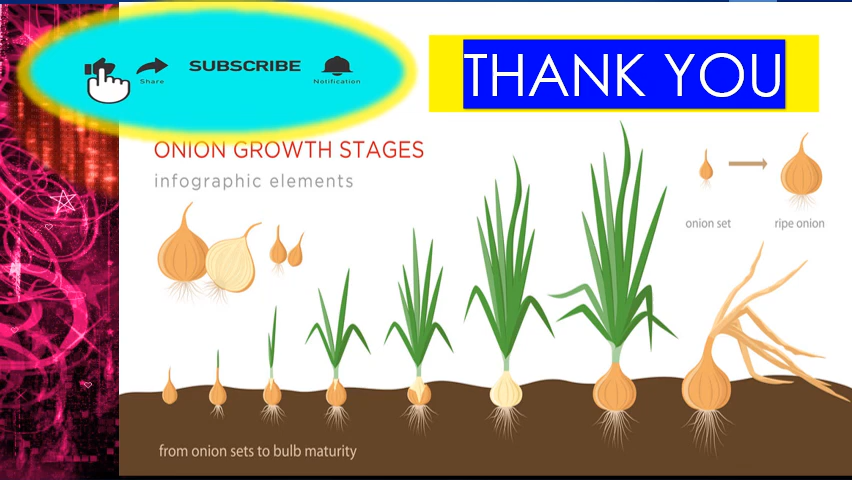 Share
SUBSCRIBE
Notification
THANK YOU
ONION GROWTH STAGES
infographic elements
onion set
ripe onion
from onion sets to bulb maturity